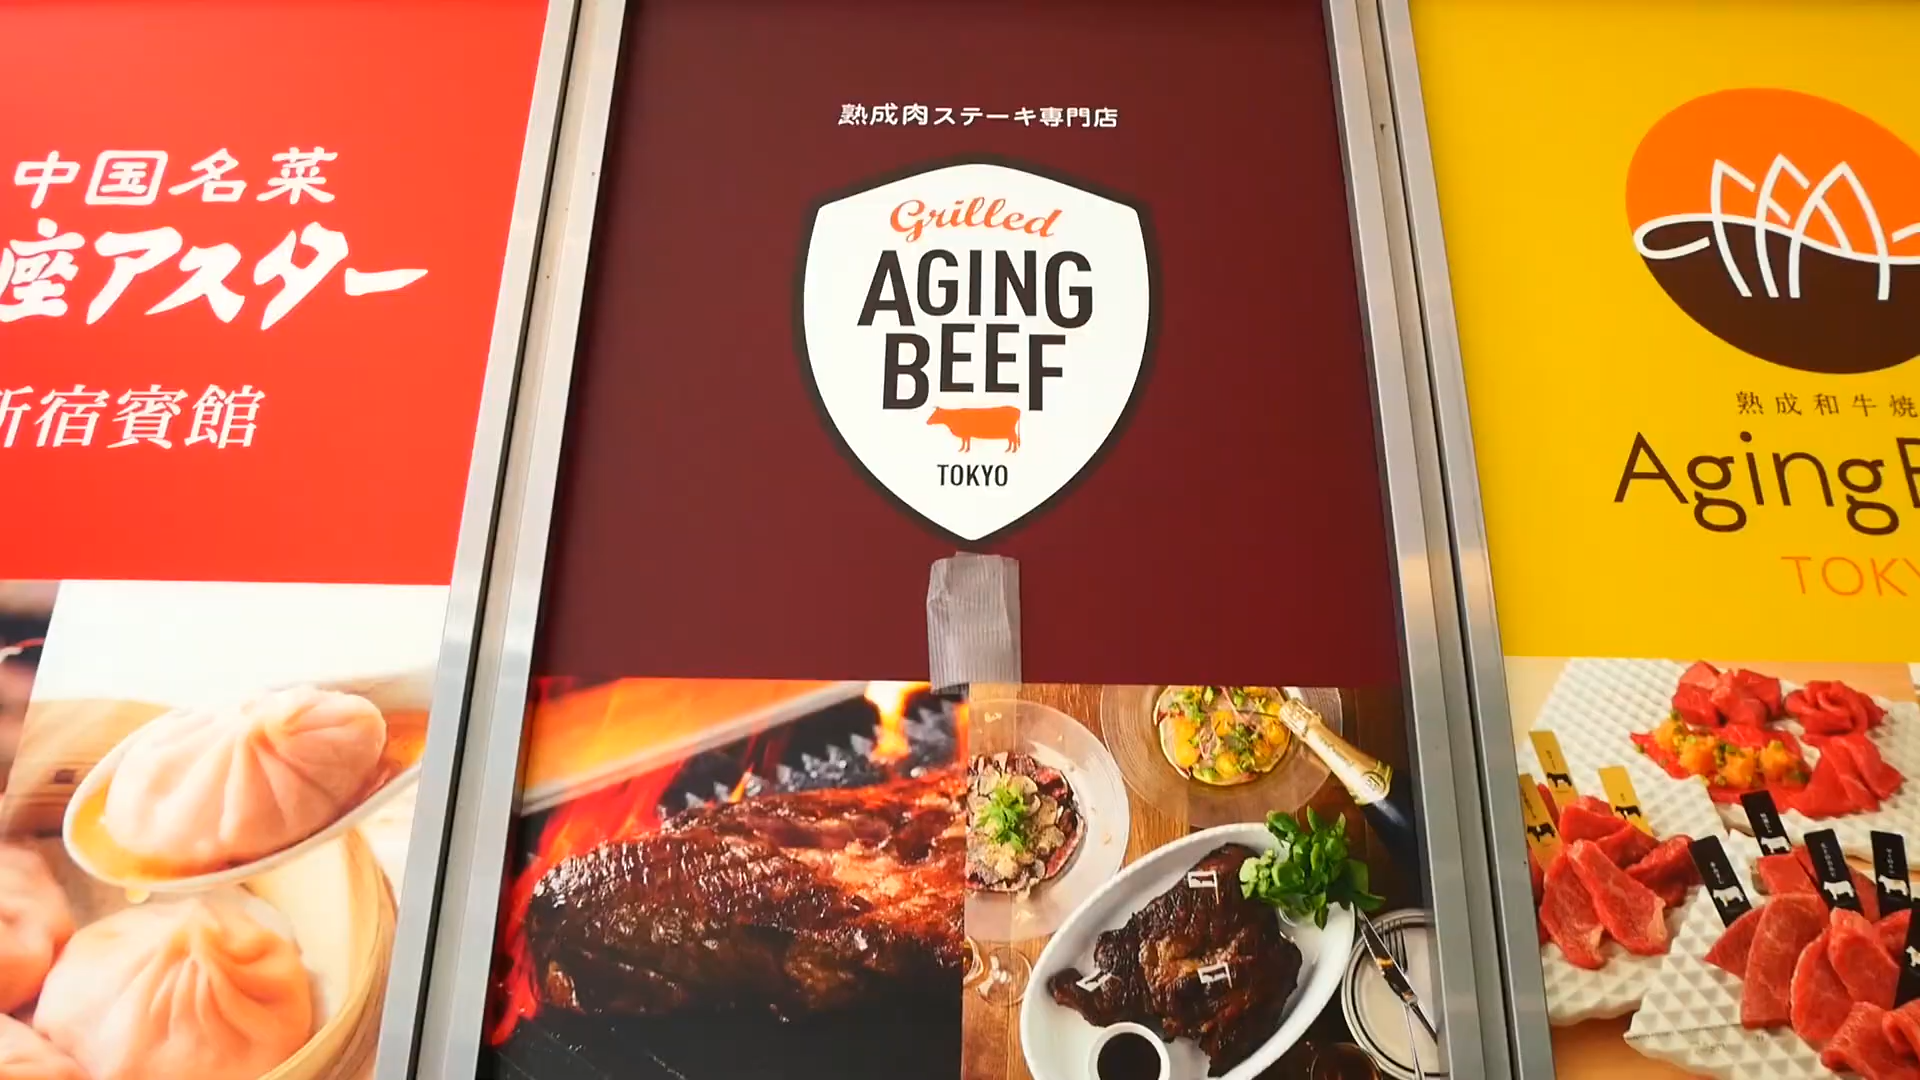 中国名菜
座アスター
新宿賓館
熟成肉ステーキ専門店
Grilled
AGING
BEEF
TOKYO
熟成和牛焼
Aging
TOKY